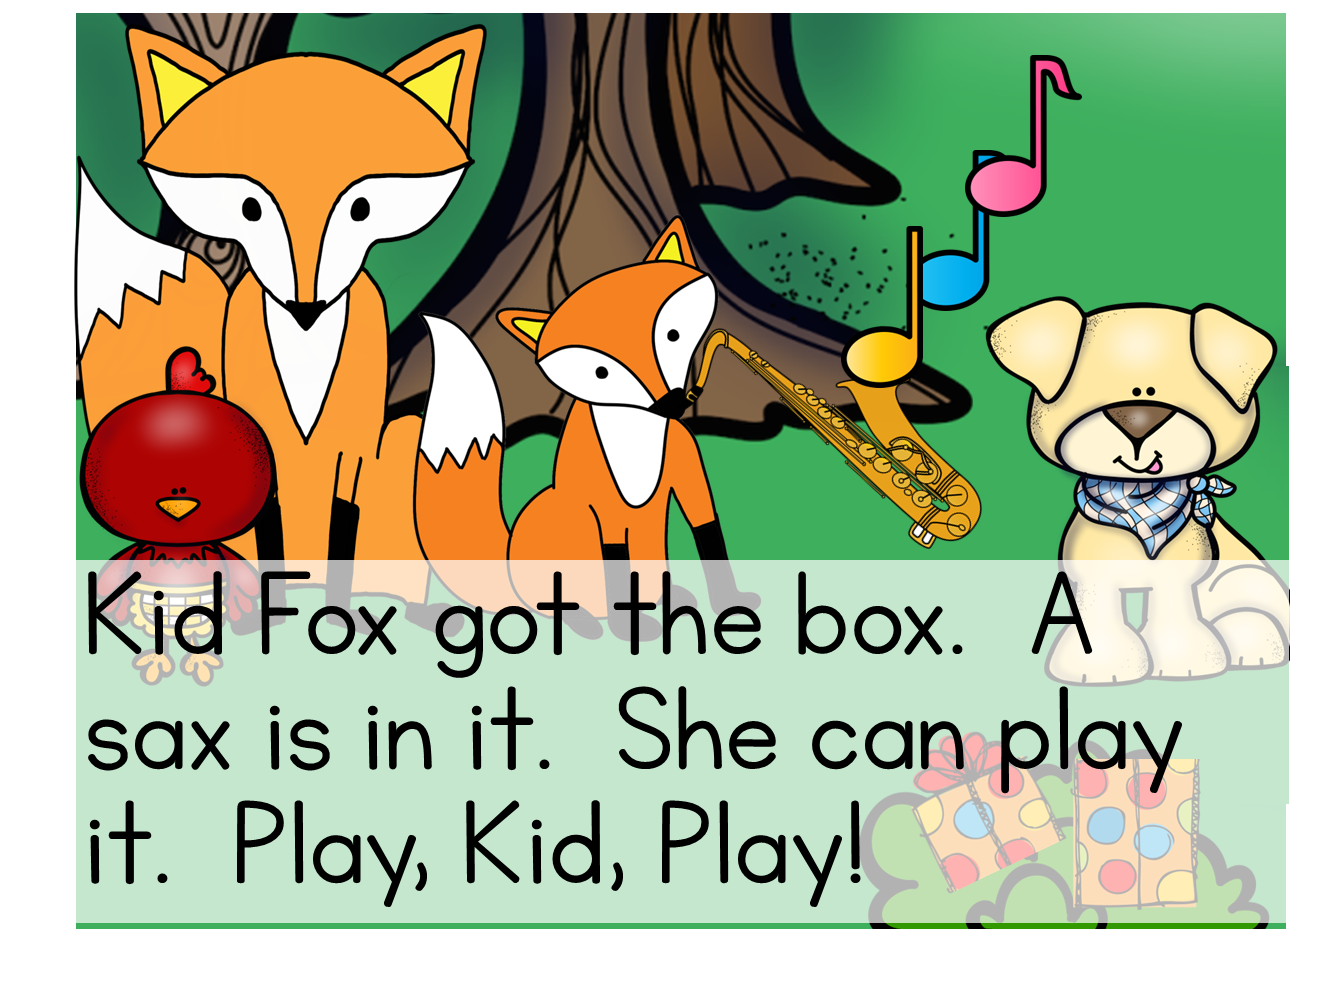 Kid Fox got the box.  A
sax is in it.  She can play
it.  Play, Kid, Play!